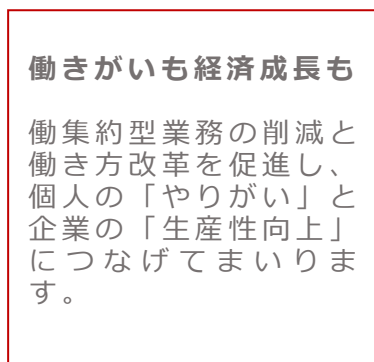 働きがいも経済成長も
働集約型業務の削減と
働き方改革を促進し、
個人の「やりがい」と
企業の「生産性向上」
につなげてまいりま
す。